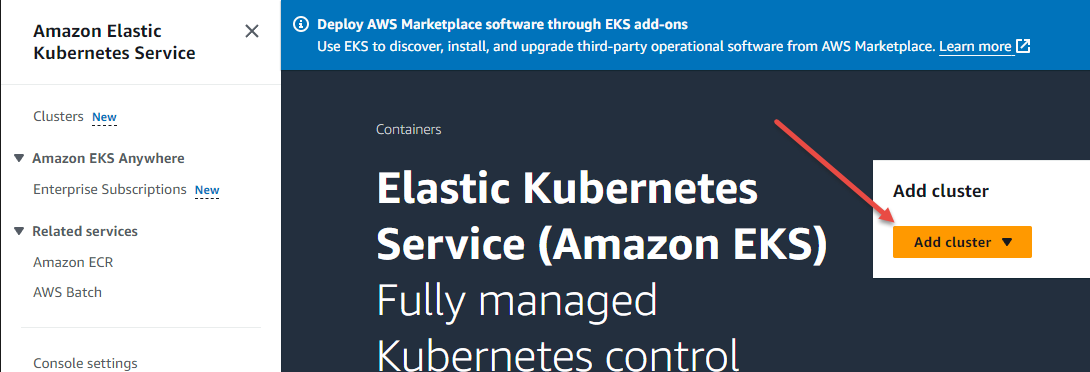 Amazon Elastic
Kubernetes Service
Clusters New
Amazon EKS Anywhere
Enterprise Subscriptions New
Related services
Amazon ECR
AWS Batch
Console settings
Deploy AWS Marketplace software through EKS add-ons
Use EKS to discover, install, and upgrade third-party operational software from AWS Marketplace. Learn more
Containers
Elastic Kubernetes
Service (Amazon EKS)
Fully managed
Kubernetes control
Add cluster
Add cluster